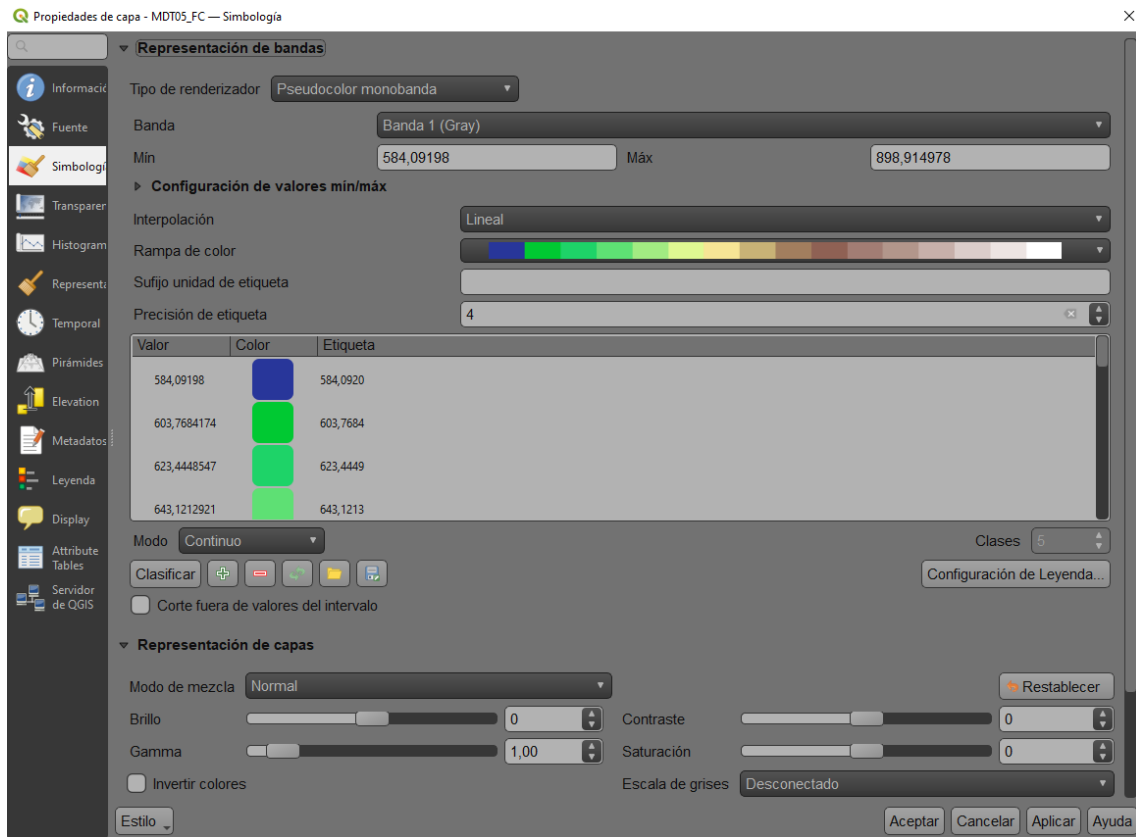 Propiedades de capa - MDT05_FC — Simbología
Representación de bandas
Informació
Tipo de renderizador Pseudocolor monobanda
Fuente
Banda Banda 1 (Gray)
Simbologí
Mín 584,09198 Máx 898,914978
Configuración de valores mín/máx
Transparer
Interpolación Lineal
Histogram
Rampa de color
Representa
Sufijo unidad de etiqueta
Temporal
Precisión de etiqueta 4
Valor Color Etiqueta
Pirámides
584,09198 584,0920
Elevation
603,7684174 603,7684
Metadatos
623,4448547 623,4449
Leyenda
643,1212921 643,1213
Display
Modo Continuo Clases 5
Attribute
Tables
Clasificar Configuración de Leyenda...
Servidor
de QGIS
Corte fuera de valores del intervalo
Representación de capas
Modo de mezcla Normal Restablecer
Brillo 0 Contraste 0
Gamma 1,00 Saturación 0
Invertir colores Escala de grises Desconectado
Estilo Aceptar Cancelar Aplicar Ayuda